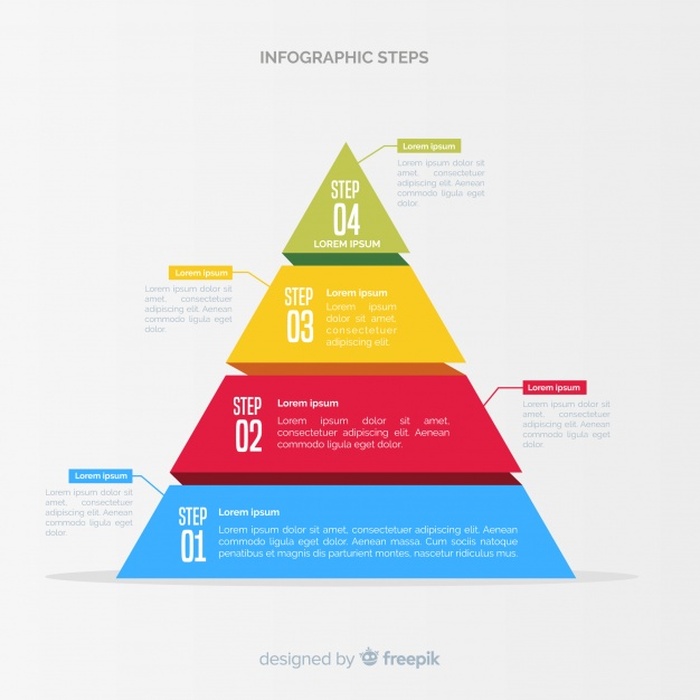 INFOGRAPHIC STEPS
Lorem ipsum
Lorem ipsum dolor sit
amet, consectetuer
adipiscing elit. Aenean
commodo ligula eget
dolor.
STEP
04
LOREM IPSUM
Lorem ipsum
Lorem ipsum dolor sit
amet, consectetuer
adipiscing elit. Aenean
commodo ligula eget
dolor.
STEP
03
Lorem ipsum
Lorem ipsum
dolor sit amet,
consectetuer
adipiscing elit.
Lorem ipsum
Lorem ipsum dolor sit
amet, consectetuer
adipiscing elit. Aenean
commodo ligula eget
dolor.
STEP
02
Lorem ipsum
Lorem ipsum dolor sit amet,
consectetuer adipiscing elit. Aenean
commodo ligula eget dolor.
Lorem ipsum
Lorem ipsum dolor sit
amet, consectetuer
adipiscing elit. Aenean
commodo ligula eget
dolor.
STEP
01
Lorem ipsum
Lorem ipsum dolor sit amet, consectetuer adipiscing elit. Aenean
commodo ligula eget dolor. Aenean massa. Cum sociis natoque
penatibus et magnis dis parturient montes, nascetur ridiculus mus.
designed by freepik